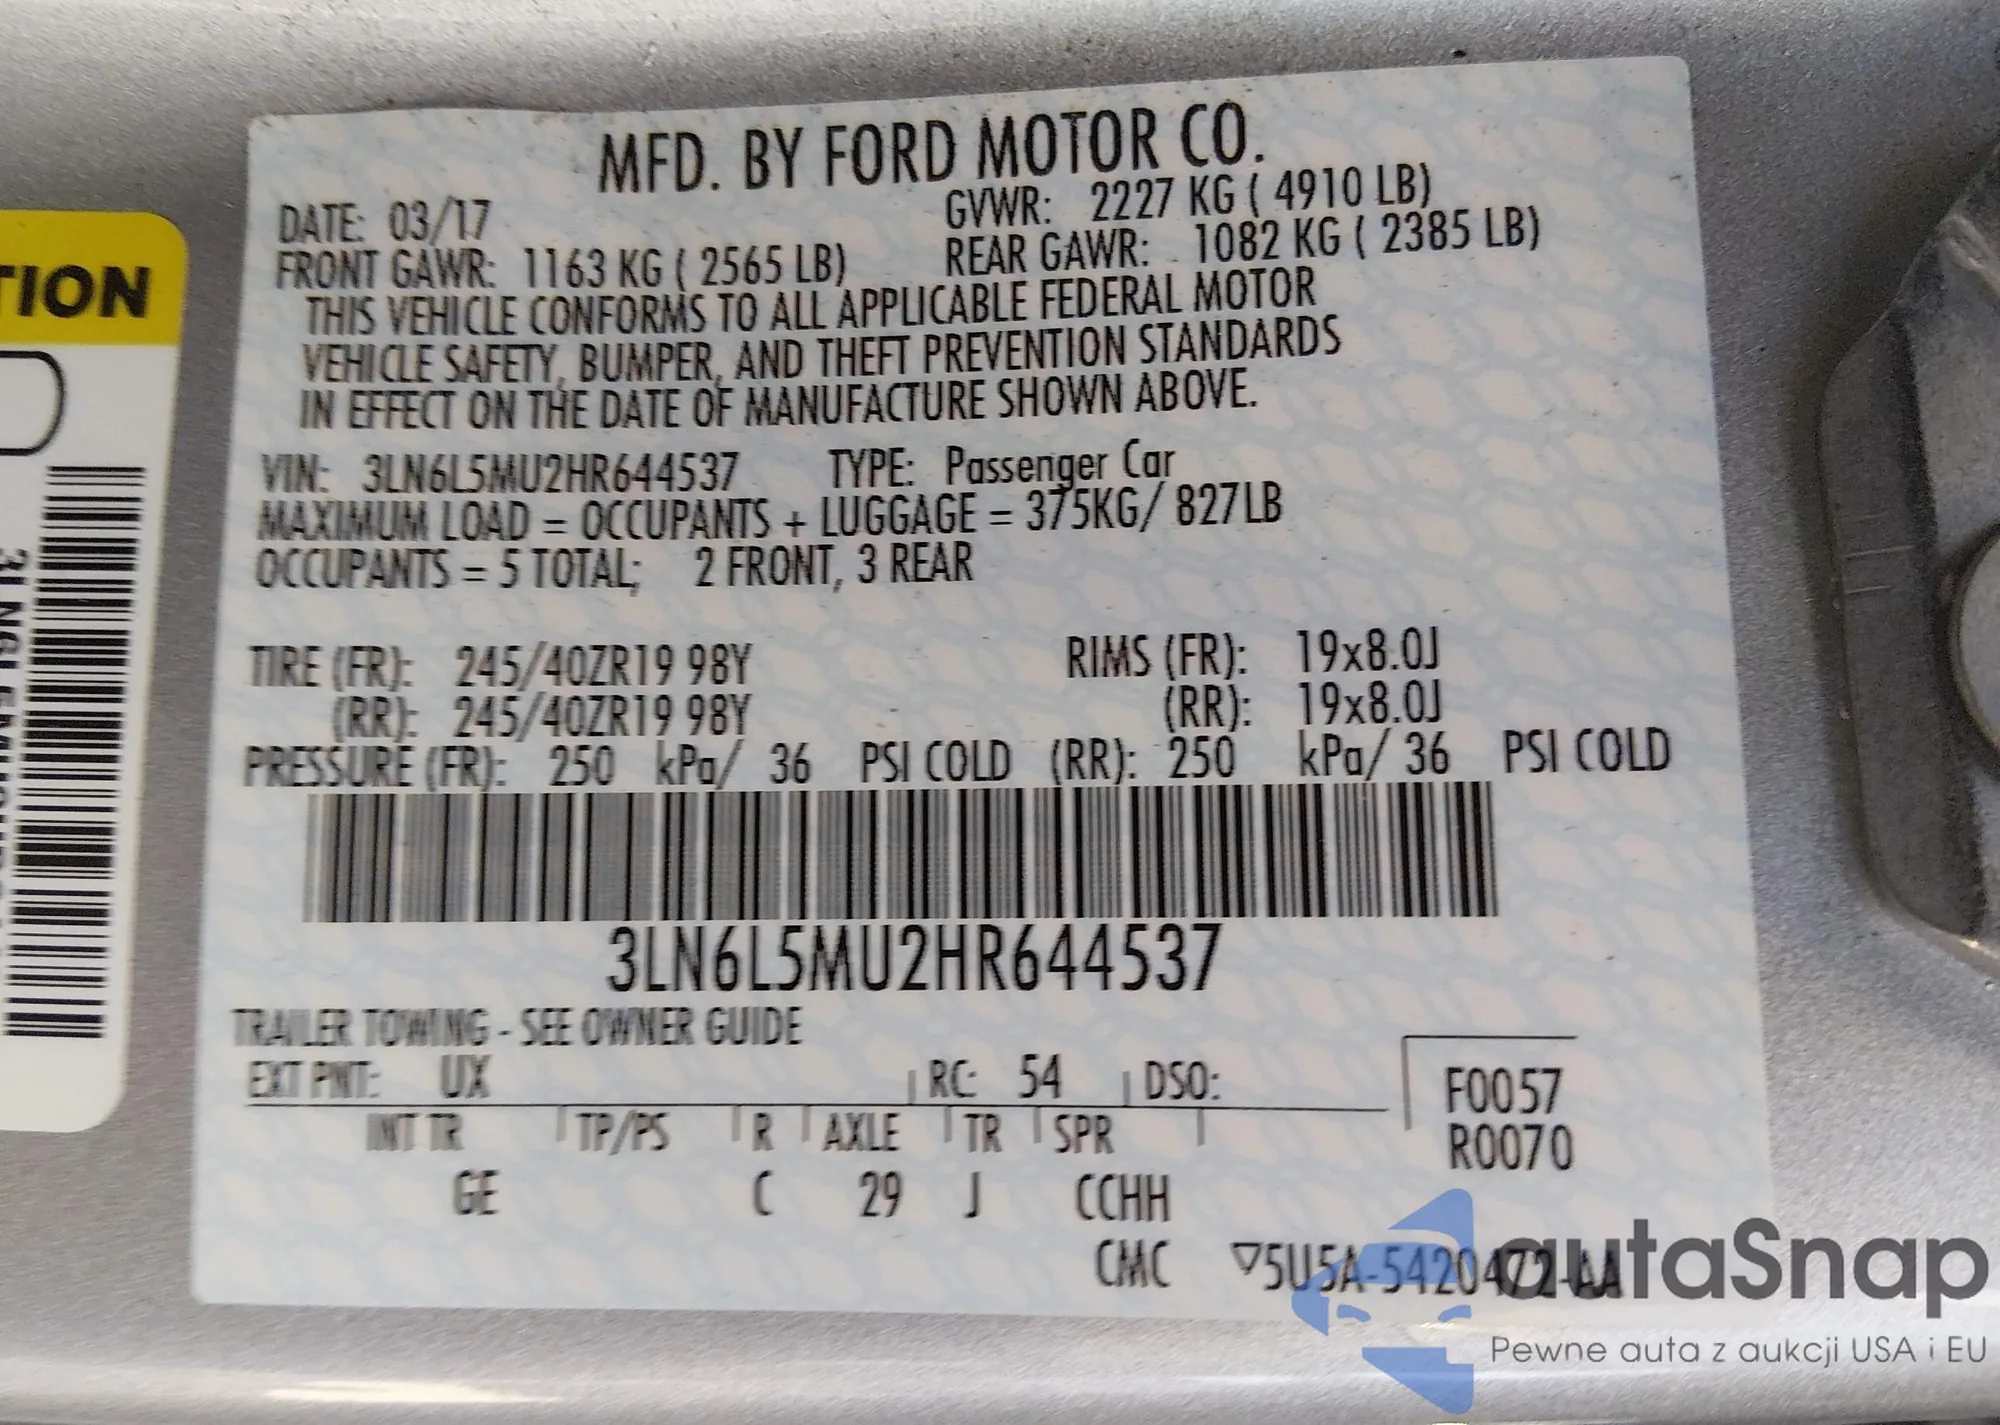 MFD. BY FORD MOTOR CO.
DATE: 03/17 GVWR: 2227 KG ( 4910 LB)
FRONT GAWR: 1163 KG ( 2565 LB) REAR GAWR: 1082 KG ( 2385 LB)
THIS VEHICLE CONFORMS TO ALL APPLICABLE FEDERAL MOTOR
VEHICLE SAFETY, BUMPER, AND THEFT PREVENTION STANDARDS
IN EFFECT ON THE DATE OF MANUFACTURE SHOWN ABOVE.
VIN: 3LN6L5MU2HR644537 TYPE: Passenger Car
MAXIMUM LOAD = OCCUPANTS + LUGGAGE = 375KG/ 827LB
OCCUPANTS = 5 TOTAL; 2 FRONT, 3 REAR
TIRE (FR): 245/40ZR19 98Y RIMS (FR): 19x8.0J
(RR): 245/40ZR19 98Y (RR): 19x8.0J
PRESSURE (FR): 250 kPa/ 36 PSI COLD (RR): 250 kPa/ 36 PSI COLD
3LN6L5MU2HR644537
TRAILER TOWING - SEE OWNER GUIDE
EXT PNT: UX RC: 54 DSO: F0057
INT TR TP/PS R AXLE TR SPR R0070
GE C 29 J CCHH
CMC ▽5U5A-5420472-AA
TION
autaSnap
Pewne auta z aukcji USA i EU